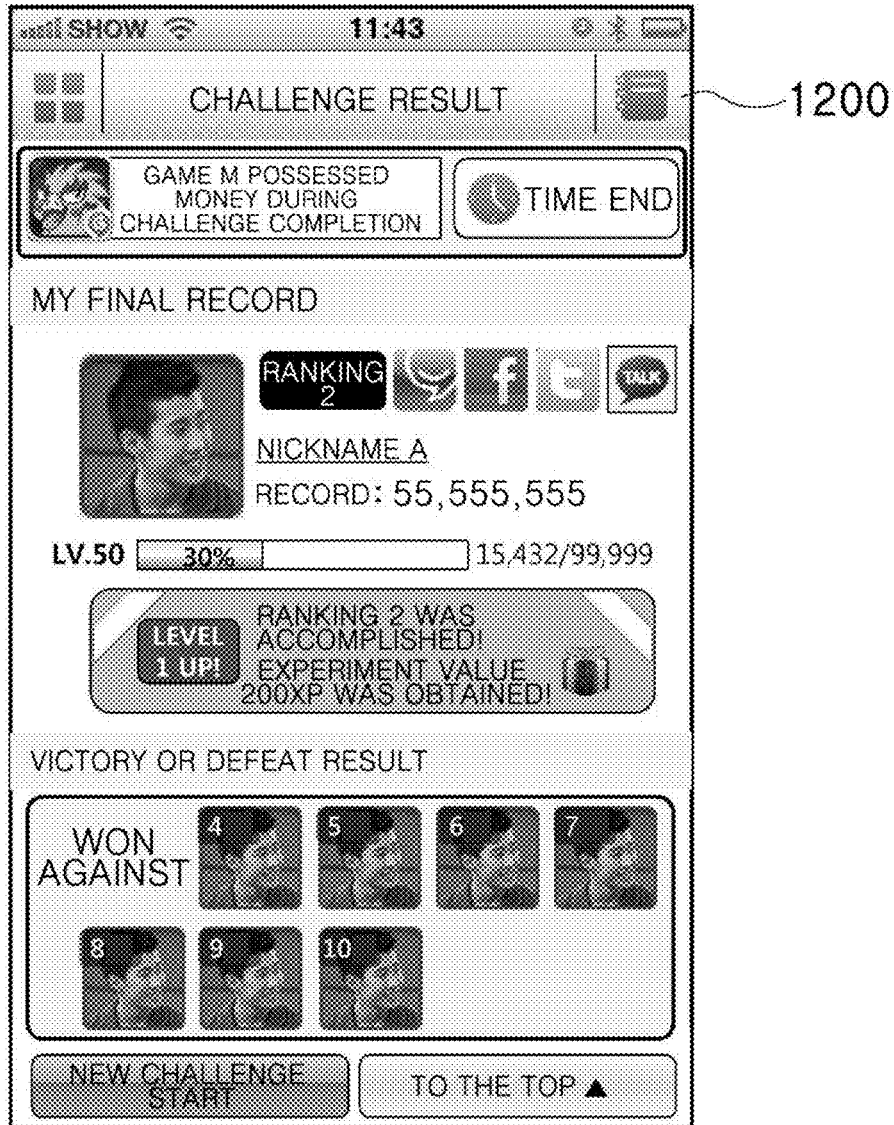 SHOW 11:43
CHALLENGE RESULT
1200
GAME M POSSESSED
MONEY DURING
CHALLENGE COMPLETION
TIME END
MY FINAL RECORD
RANKING
2
f
t
TALK
NICKNAME A
RECORD: 55,555,555
LV.50 30% 15,432/99,999
LEVEL
1 UP!
RANKING 2 WAS
ACCOMPLISHED!
EXPERIMENT VALUE
200XP WAS OBTAINED!
VICTORY OR DEFEAT RESULT
WON
AGAINST
4 5 6 7
8 9 10
NEW CHALLENGE
START
TO THE TOP ▲